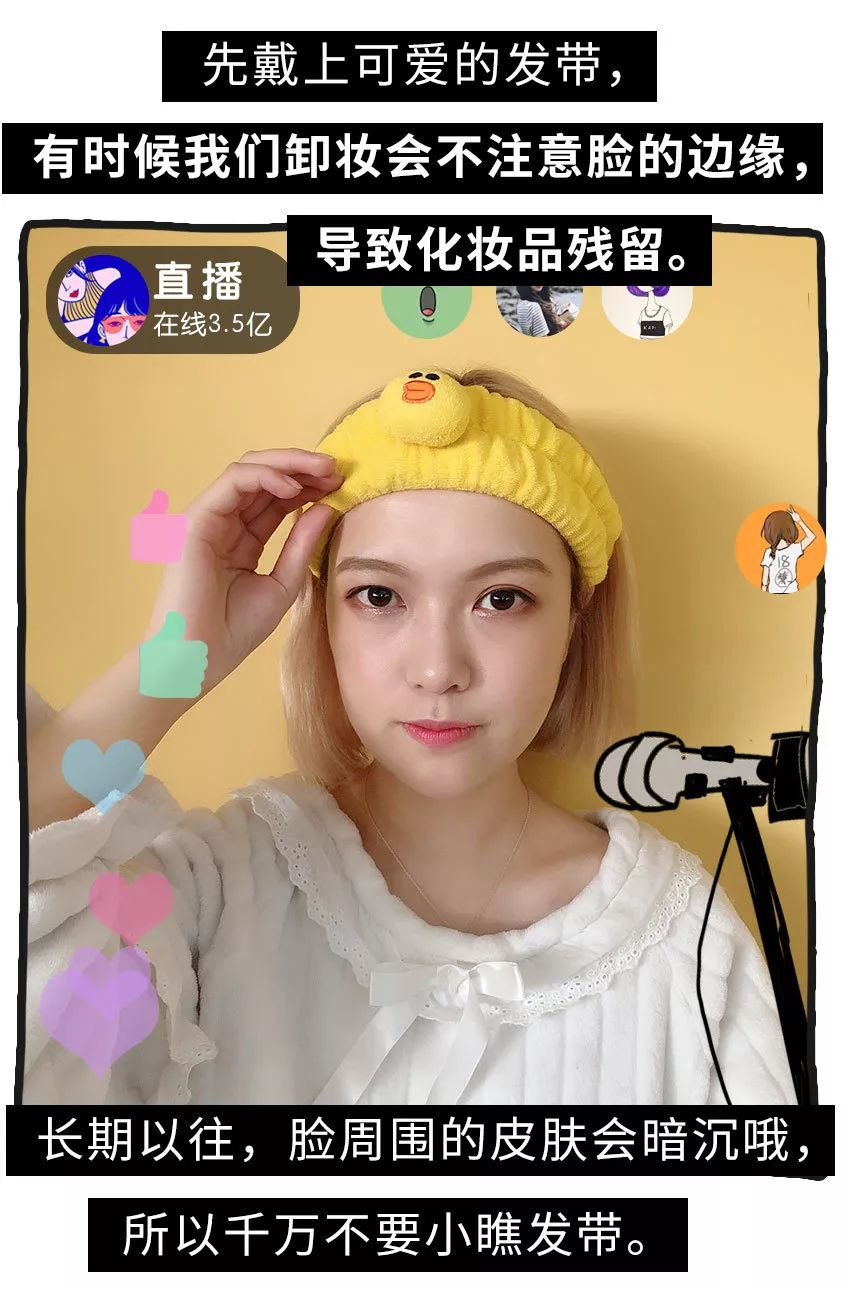 先戴上可爱的发带，
有时候我们卸妆会不注意脸的边缘，
导致化妆品残留。
直播
在线3.5亿
18
长期以往，脸周围的皮肤会暗沉哦，
所以千万不要小瞧发带。